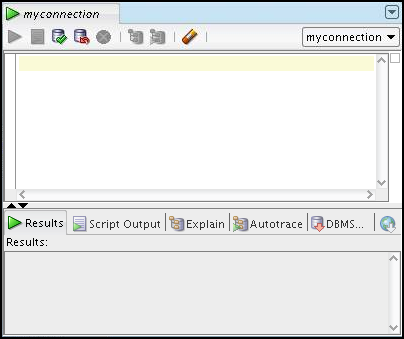 myconnection
myconnection
Results Script Output Explain Autotrace DBMS...
Results: